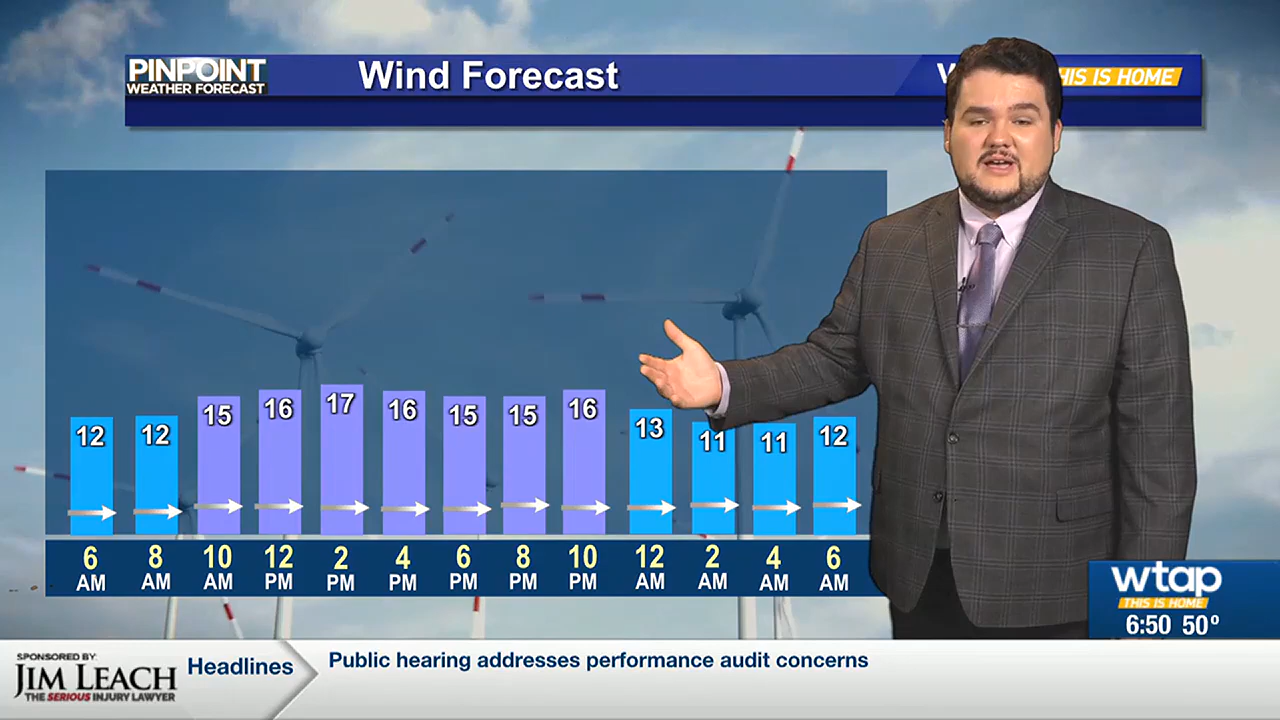 PINPOINT
WEATHER FORECAST
Wind Forecast
THIS IS HOME
12
12
15
16
17
16
15
15
16
13
11
11
12
6 AM
8 AM
10 AM
12 PM
2 PM
4 PM
6 PM
8 PM
10 PM
12 AM
2 AM
4 AM
6 AM
wtap
THIS IS HOME
6:50 50°
SPONSORED BY:
JIM LEACH
THE SERIOUS INJURY LAWYER
Headlines
Public hearing addresses performance audit concerns